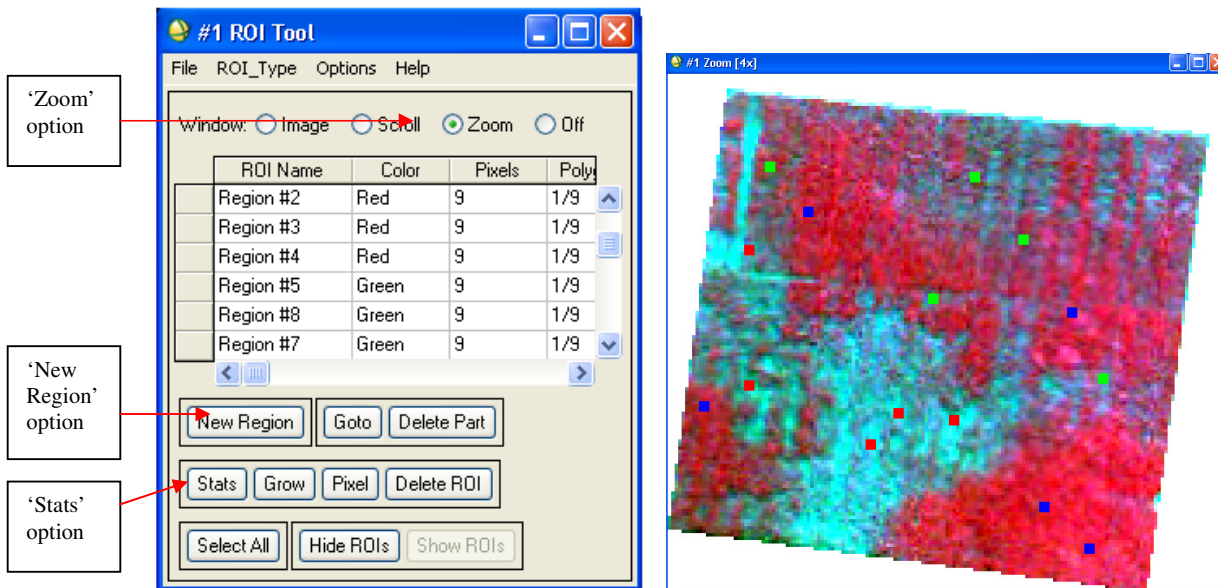 ‘Zoom’
option
‘New
Region’
option
‘Stats’
option
#1 ROI Tool
File ROI_Type Options Help
Window: Image Scroll Zoom Off
ROI Name Color Pixels Poly
Region #2 Red 9 1/9
Region #3 Red 9 1/9
Region #4 Red 9 1/9
Region #5 Green 9 1/9
Region #8 Green 9 1/9
Region #7 Green 9 1/9
New Region Goto Delete Part
Stats Grow Pixel Delete ROI
Select All Hide ROIs Show ROIs
#1 Zoom [4x]